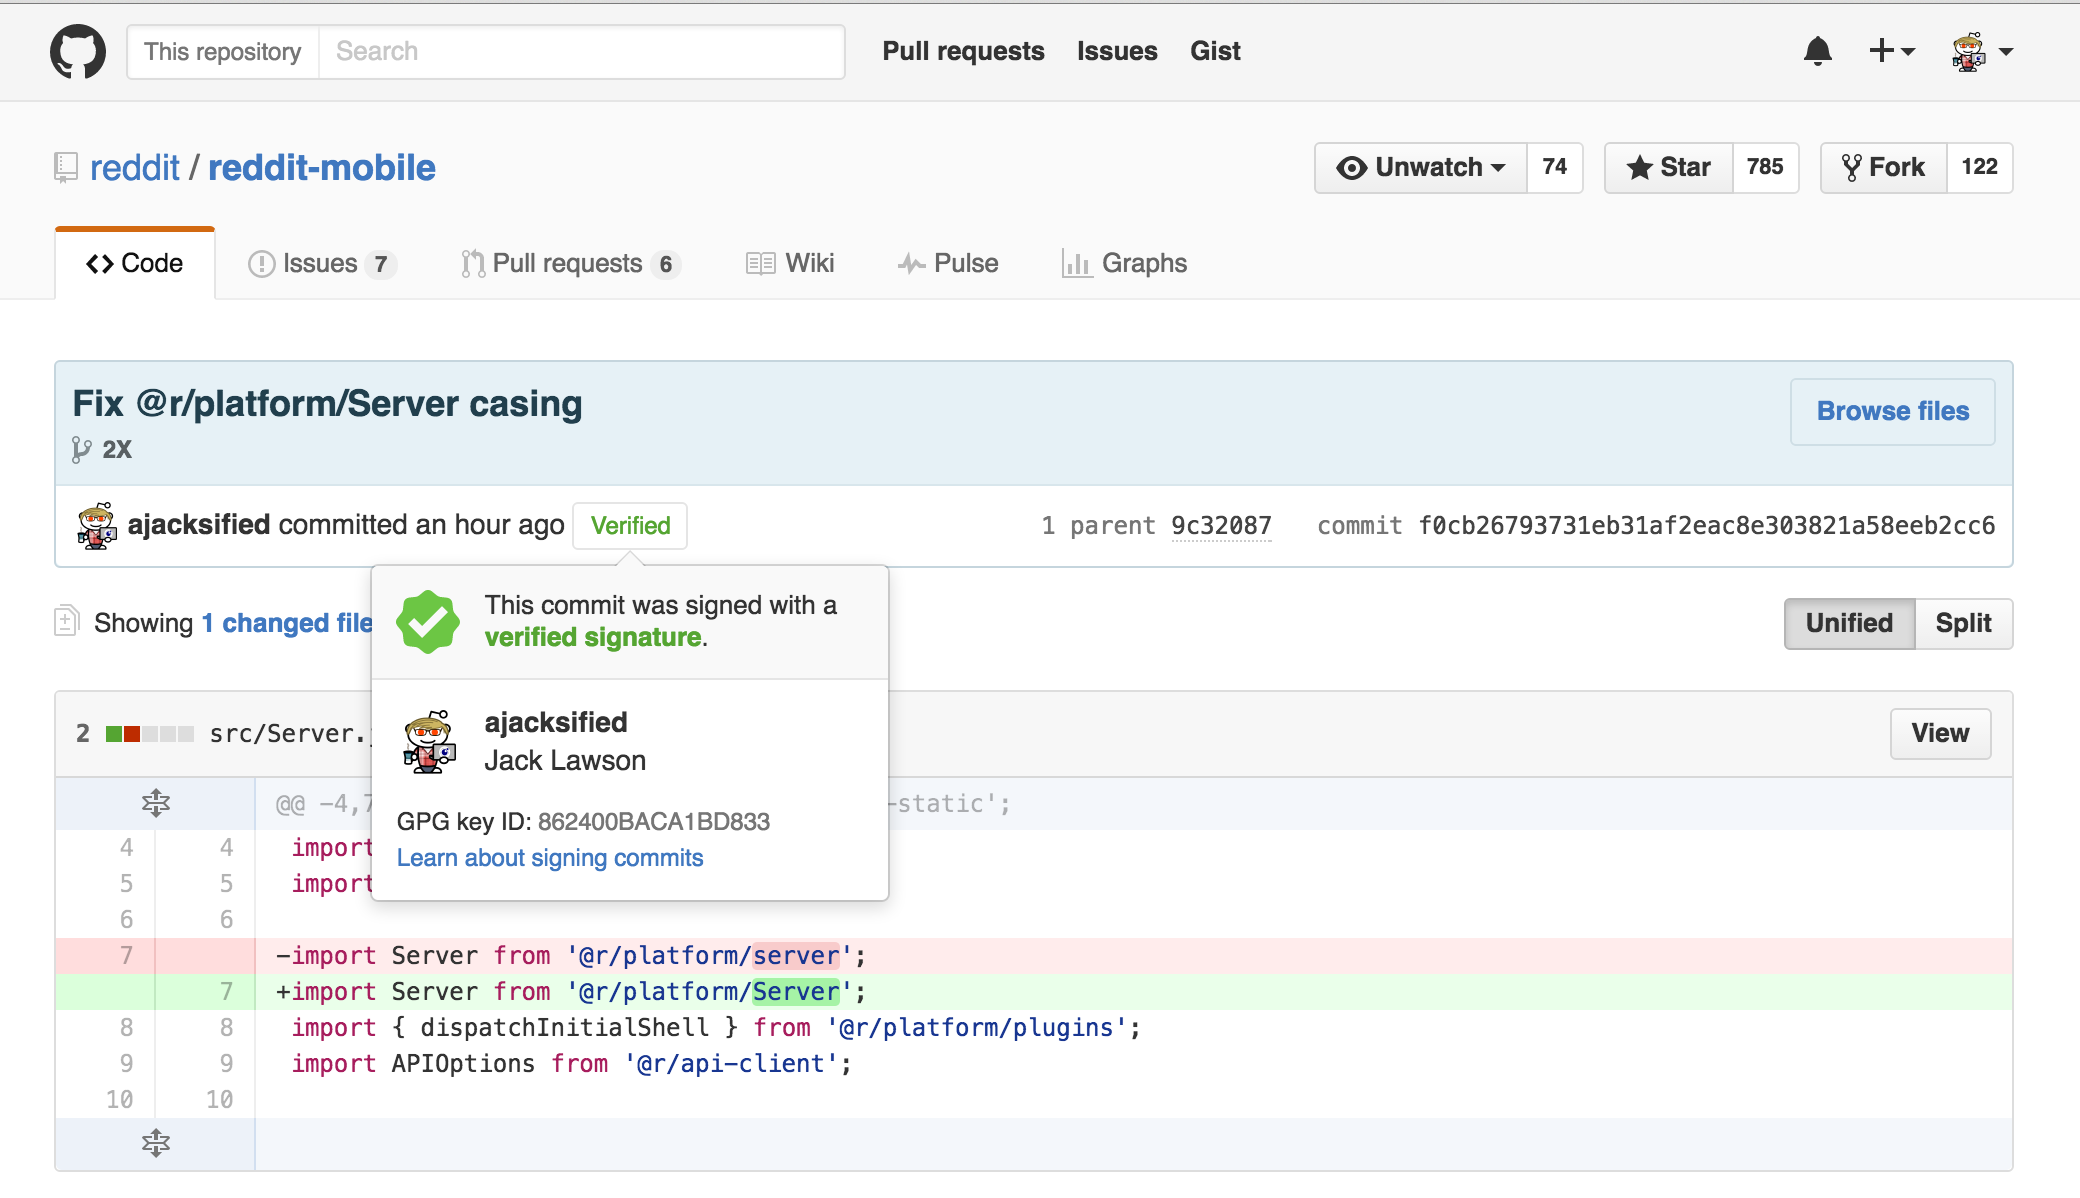 This repository Search Pull requests Issues Gist
reddit / reddit-mobile Unwatch 74 Star 785 Fork 122
Code Issues 7 Pull requests 6 Wiki Pulse Graphs
Fix @r/platform/Server casing Browse files
2X
ajacksified committed an hour ago Verified 1 parent 9c32087 commit f0cb26793731eb31af2eac8e303821a58eeb2cc6
This commit was signed with a
verified signature.
Showing 1 changed file Unified Split
ajacksified
Jack Lawson
2 src/Server. View
GPG key ID: 862400BACA1BD833
Learn about signing commits
@@ -4,7 -static';
4 4 import
5 5 import
6 6
7 -import Server from '@r/platform/server';
7 +import Server from '@r/platform/Server';
8 8 import { dispatchInitialShell } from '@r/platform/plugins';
9 9 import APIOptions from '@r/api-client';
10 10